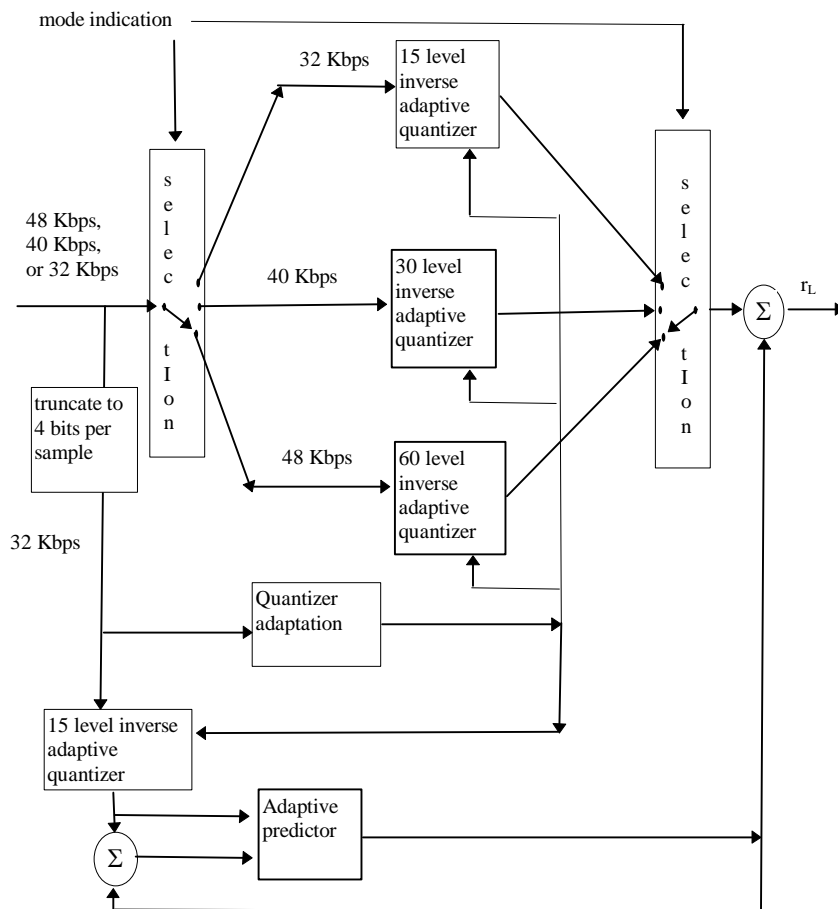 mode indication
32 Kbps
15 level
inverse
adaptive
quantizer
s
e
l
e
c
t
I
o
n
48 Kbps,
40 Kbps,
or 32 Kbps
40 Kbps
30 level
inverse
adaptive
quantizer
s
e
l
e
c
t
I
o
n
Σ
r_L
truncate to
4 bits per
sample
48 Kbps
60 level
inverse
adaptive
quantizer
32 Kbps
Quantizer
adaptation
15 level inverse
adaptive
quantizer
Adaptive
predictor
Σ